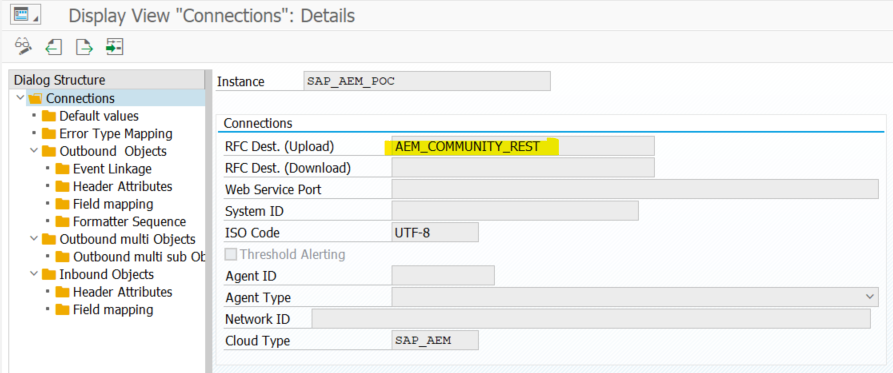 Display View "Connections": Details
Dialog Structure
Connections
Default values
Error Type Mapping
Outbound Objects
Event Linkage
Header Attributes
Field mapping
Formatter Sequence
Outbound multi Objects
Outbound multi sub Ob
Inbound Objects
Header Attributes
Field mapping
Instance SAP_AEM_POC
Connections
RFC Dest. (Upload) AEM_COMMUNITY_REST
RFC Dest. (Download)
Web Service Port
System ID
ISO Code UTF-8
Threshold Alerting
Agent ID
Agent Type
Network ID
Cloud Type SAP_AEM